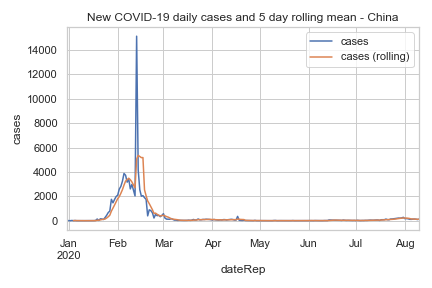 New COVID-19 daily cases and 5 day rolling mean - China
cases
cases (rolling)
14000
12000
10000
8000
6000
4000
2000
0
cases
Jan Feb Mar Apr May Jun Jul Aug
2020
dateRep